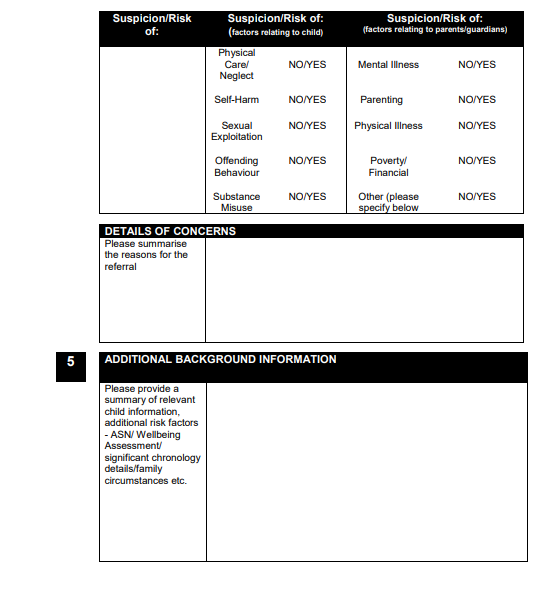 Suspicion/Risk of:
Suspicion/Risk of:
(factors relating to child)
Suspicion/Risk of:
(factors relating to parents/guardians)
Physical Care/ Neglect NO/YES Mental Illness NO/YES
Self-Harm NO/YES Parenting NO/YES
Sexual Exploitation NO/YES Physical Illness NO/YES
Offending Behaviour NO/YES Poverty/ Financial NO/YES
Substance Misuse NO/YES Other (please specify below NO/YES
DETAILS OF CONCERNS
Please summarise
the reasons for the
referral
5 ADDITIONAL BACKGROUND INFORMATION
Please provide a
summary of relevant
child information,
additional risk factors
- ASN/ Wellbeing
Assessment/
significant chronology
details/family
circumstances etc.